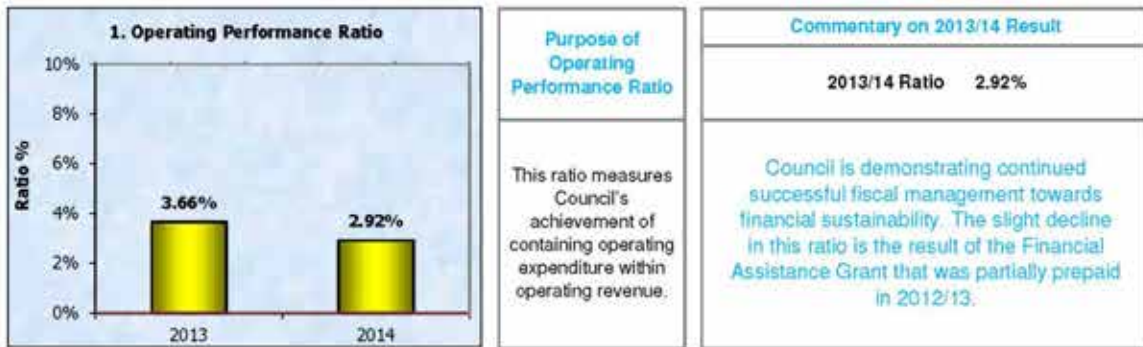 1. Operating Performance Ratio
10%
8%
6%
4%
2%
0%
Ratio %
3.66%
2.92%
2013
2014
Purpose of
Operating
Performance Ratio
This ratio measures
Council's
achievement of
containing operating
expenditure within
operating revenue.
Commentary on 2013/14 Result
2013/14 Ratio 2.92%
Council is demonstrating continued
successful fiscal management towards
financial sustainability. The slight decline
in this ratio is the result of the Financial
Assistance Grant that was partially prepaid
in 2012/13.